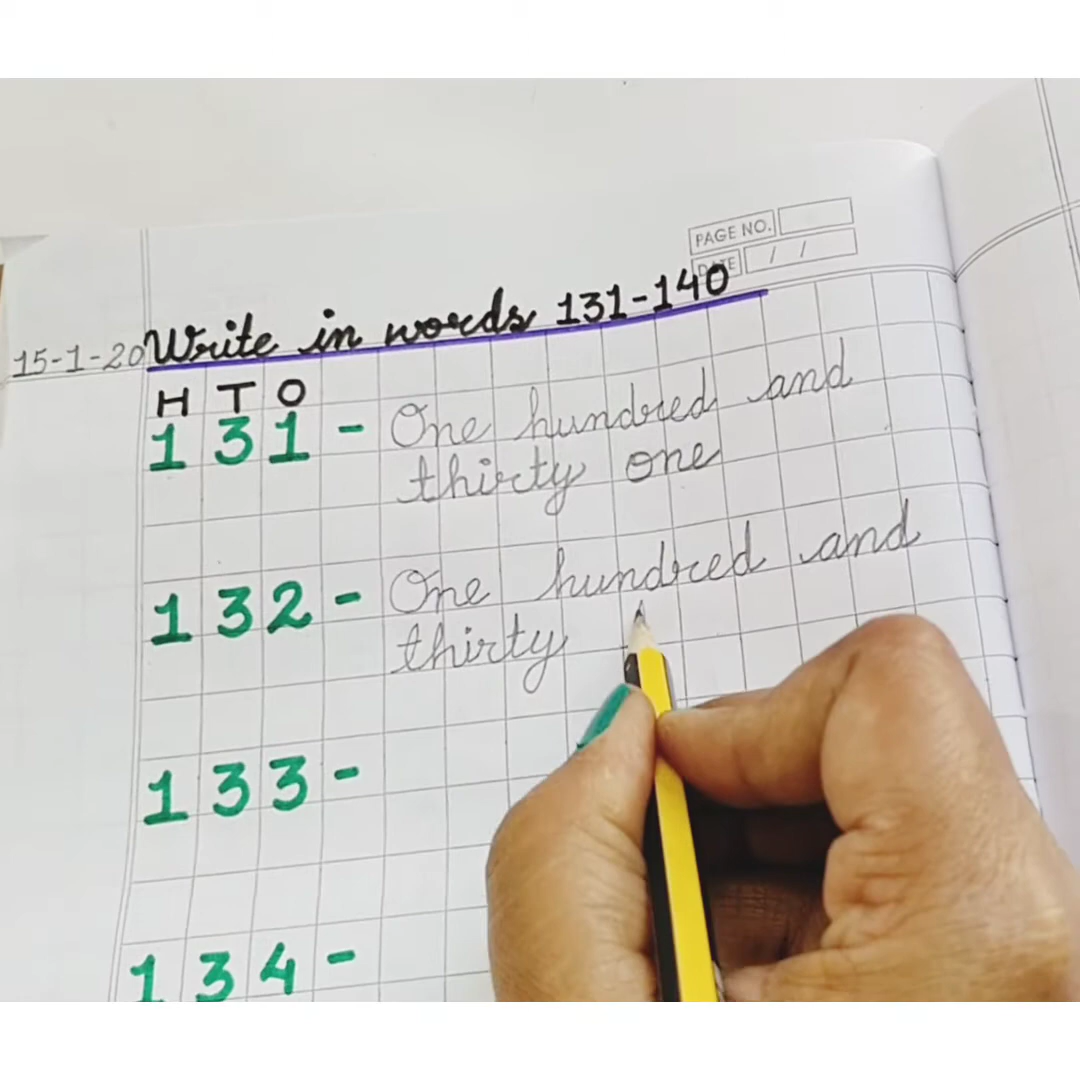 PAGE NO.
DATE / /
15-1-20
Write in words 131-140
H T O
131 - One hundred and
thirty one
132 - One hundred and
thirty
133 -
134 -